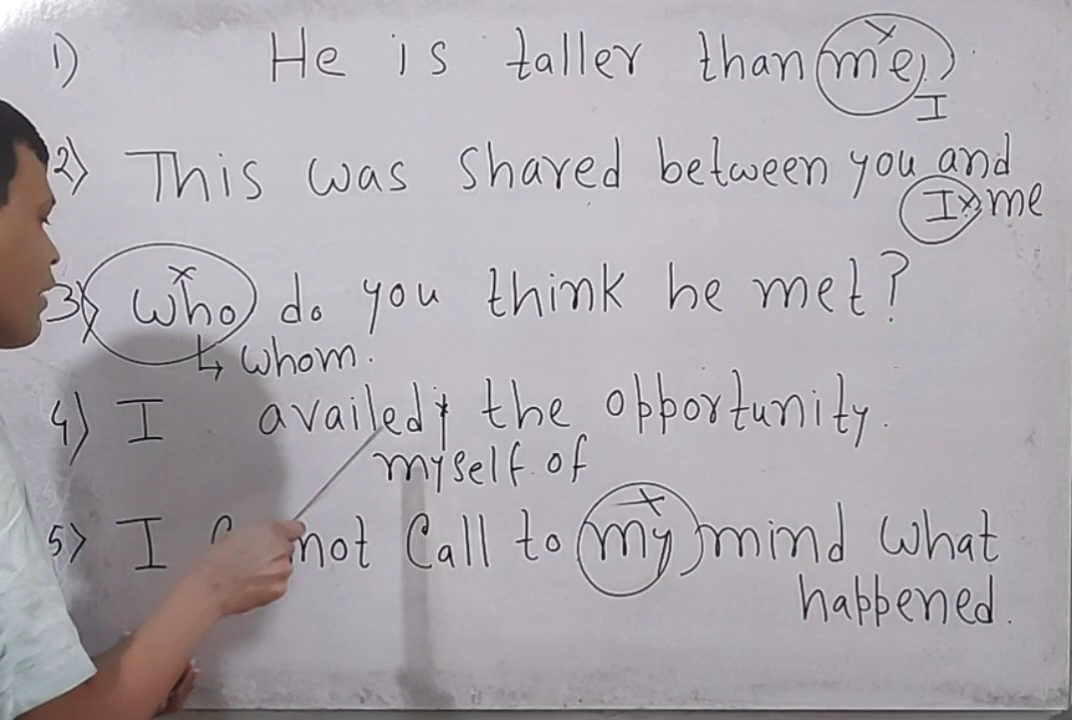 1) He is taller than me.
I
2) This was shared between you and
I me
3) who do you think he met?
↳ whom.
4) I availed the opportunity.
myself of
5) I not Call to my mind what
happened.